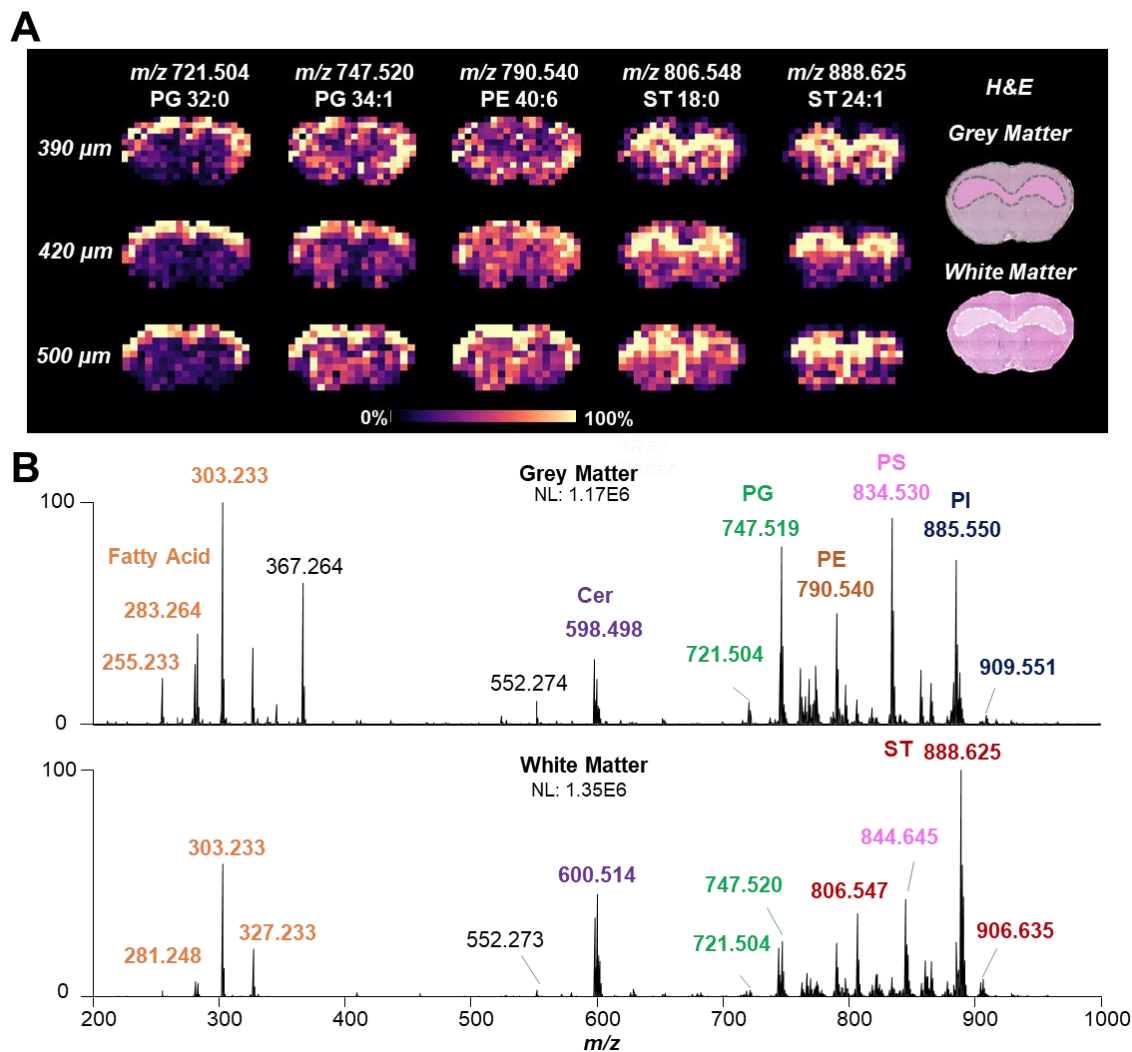 A
m/z 721.504 m/z 747.520 m/z 790.540 m/z 806.548 m/z 888.625
PG 32:0 PG 34:1 PE 40:6 ST 18:0 ST 24:1
H&E
Grey Matter
390 µm
420 µm
White Matter
500 µm
0% 100%
Grey
Matter
B
Grey Matter
NL: 1.17E6
100
0
303.233
Fatty Acid
283.264
255.233
367.264
Cer
598.498
552.274
PG
747.519
721.504
PE
790.540
PS
834.530
PI
885.550
909.551
White Matter
NL: 1.35E6
100
0
303.233
281.248
327.233
600.514
552.273
747.520
721.504
806.547
844.645
ST 888.625
906.635
200 300 400 500 600 700 800 900 1000
m/z